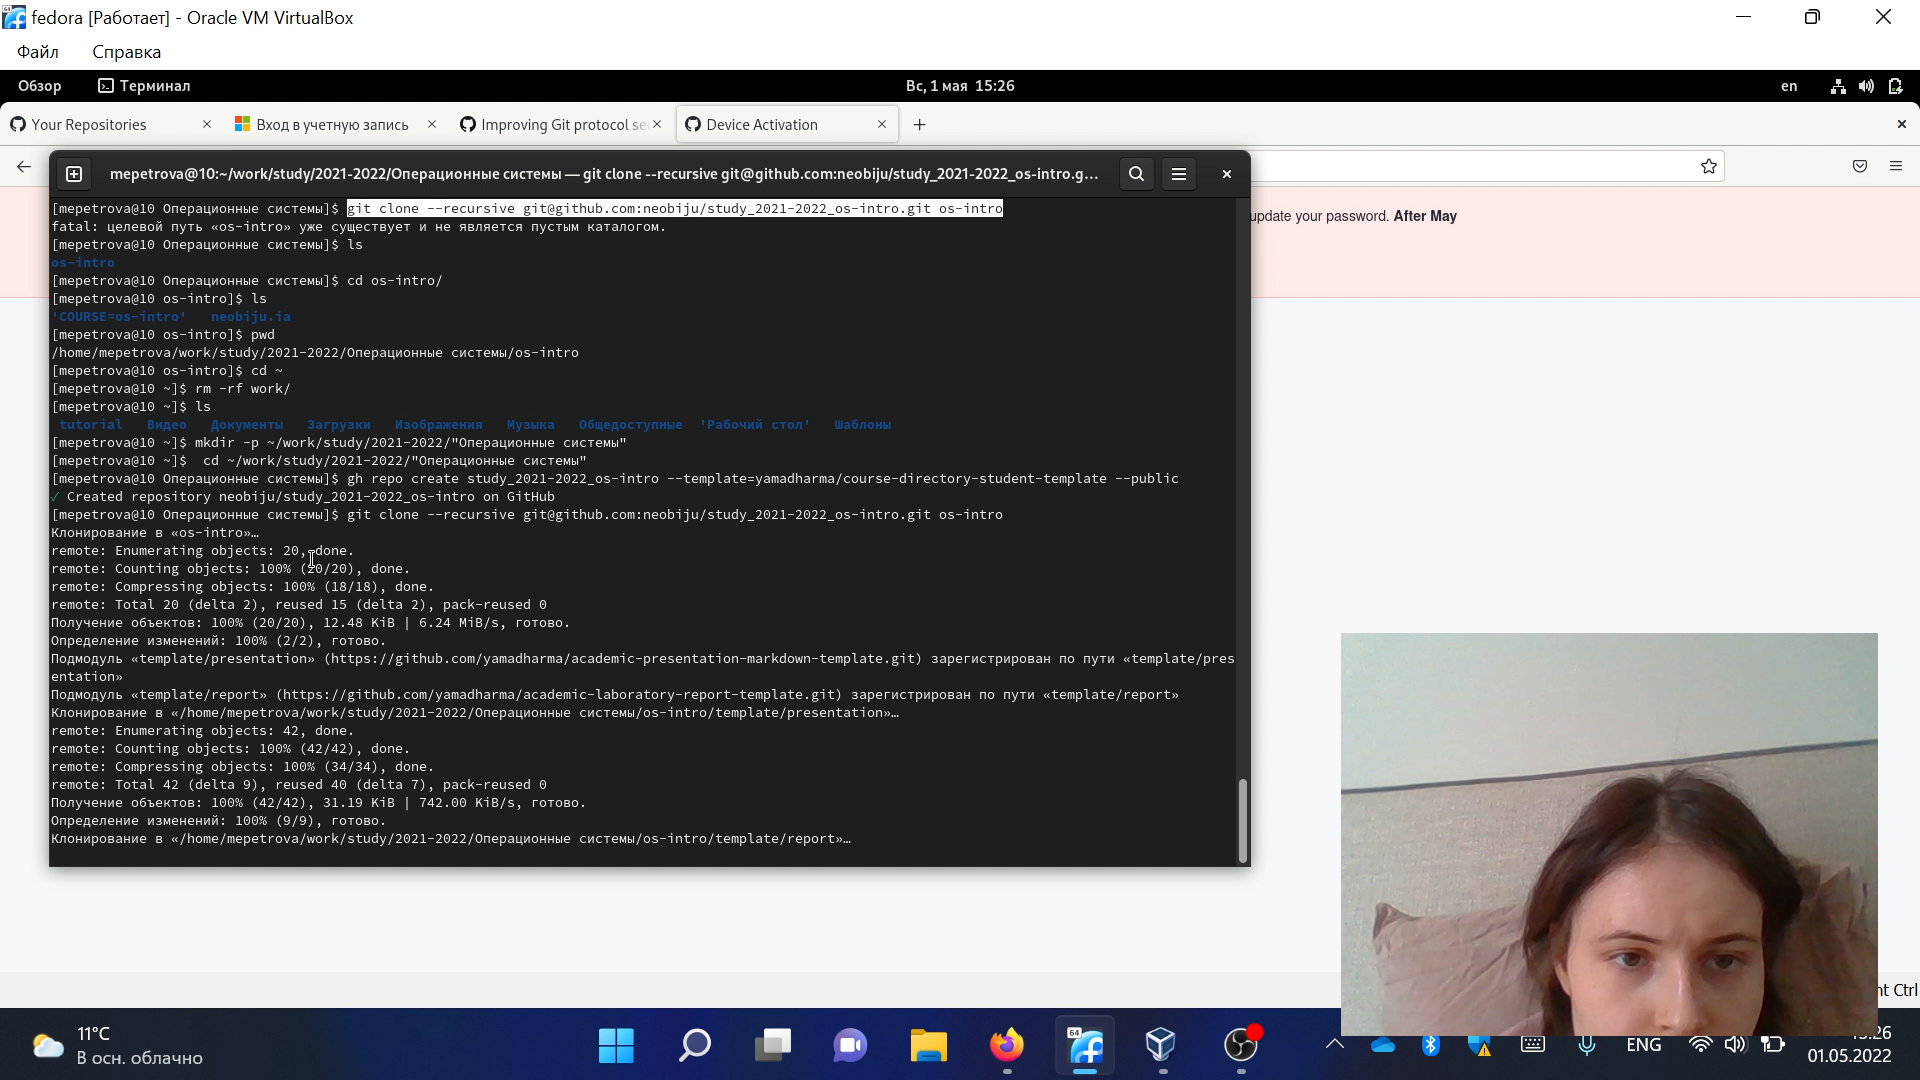 fedora [Работает] - Oracle VM VirtualBox
Файл Справка
Обзор Терминал Вс, 1 мая 15:26 en
Your Repositories Вход в учетную запись Improving Git protocol se Device Activation
mepetrova@10:~/work/study/2021-2022/Операционные системы — git clone --recursive git@github.com:neobiju/study_2021-2022_os-intro.g...
update your password. After May
[mepetrova@10 Операционные системы]$ git clone --recursive git@github.com:neobiju/study_2021-2022_os-intro.git os-intro
fatal: целевой путь «os-intro» уже существует и не является пустым каталогом.
[mepetrova@10 Операционные системы]$ ls
os-intro
[mepetrova@10 Операционные системы]$ cd os-intro/
[mepetrova@10 os-intro]$ ls
'COURSE=os-intro' neobiju.ia
[mepetrova@10 os-intro]$ pwd
/home/mepetrova/work/study/2021-2022/Операционные системы/os-intro
[mepetrova@10 os-intro]$ cd ~
[mepetrova@10 ~]$ rm -rf work/
[mepetrova@10 ~]$ ls
tutorial Видео Документы Загрузки Изображения Музыка Общедоступные 'Рабочий стол' Шаблоны
[mepetrova@10 ~]$ mkdir -p ~/work/study/2021-2022/"Операционные системы"
[mepetrova@10 ~]$ cd ~/work/study/2021-2022/"Операционные системы"
[mepetrova@10 Операционные системы]$ gh repo create study_2021-2022_os-intro --template=yamadharma/course-directory-student-template --public
✓ Created repository neobiju/study_2021-2022_os-intro on GitHub
[mepetrova@10 Операционные системы]$ git clone --recursive git@github.com:neobiju/study_2021-2022_os-intro.git os-intro
Клонирование в «os-intro»…
remote: Enumerating objects: 20, done.
remote: Counting objects: 100% (20/20), done.
remote: Compressing objects: 100% (18/18), done.
remote: Total 20 (delta 2), reused 15 (delta 2), pack-reused 0
Получение объектов: 100% (20/20), 12.48 KiB | 6.24 MiB/s, готово.
Определение изменений: 100% (2/2), готово.
Подмодуль «template/presentation» (https://github.com/yamadharma/academic-presentation-markdown-template.git) зарегистрирован по пути «template/pres
entation»
Подмодуль «template/report» (https://github.com/yamadharma/academic-laboratory-report-template.git) зарегистрирован по пути «template/report»
Клонирование в «/home/mepetrova/work/study/2021-2022/Операционные системы/os-intro/template/presentation»…
remote: Enumerating objects: 42, done.
remote: Counting objects: 100% (42/42), done.
remote: Compressing objects: 100% (34/34), done.
remote: Total 42 (delta 9), reused 40 (delta 7), pack-reused 0
Получение объектов: 100% (42/42), 31.19 KiB | 742.00 KiB/s, готово.
Определение изменений: 100% (9/9), готово.
Клонирование в «/home/mepetrova/work/study/2021-2022/Операционные системы/os-intro/template/report»…
Ctrl
11°C
В осн. облачно
64
ENG
01.05.2022